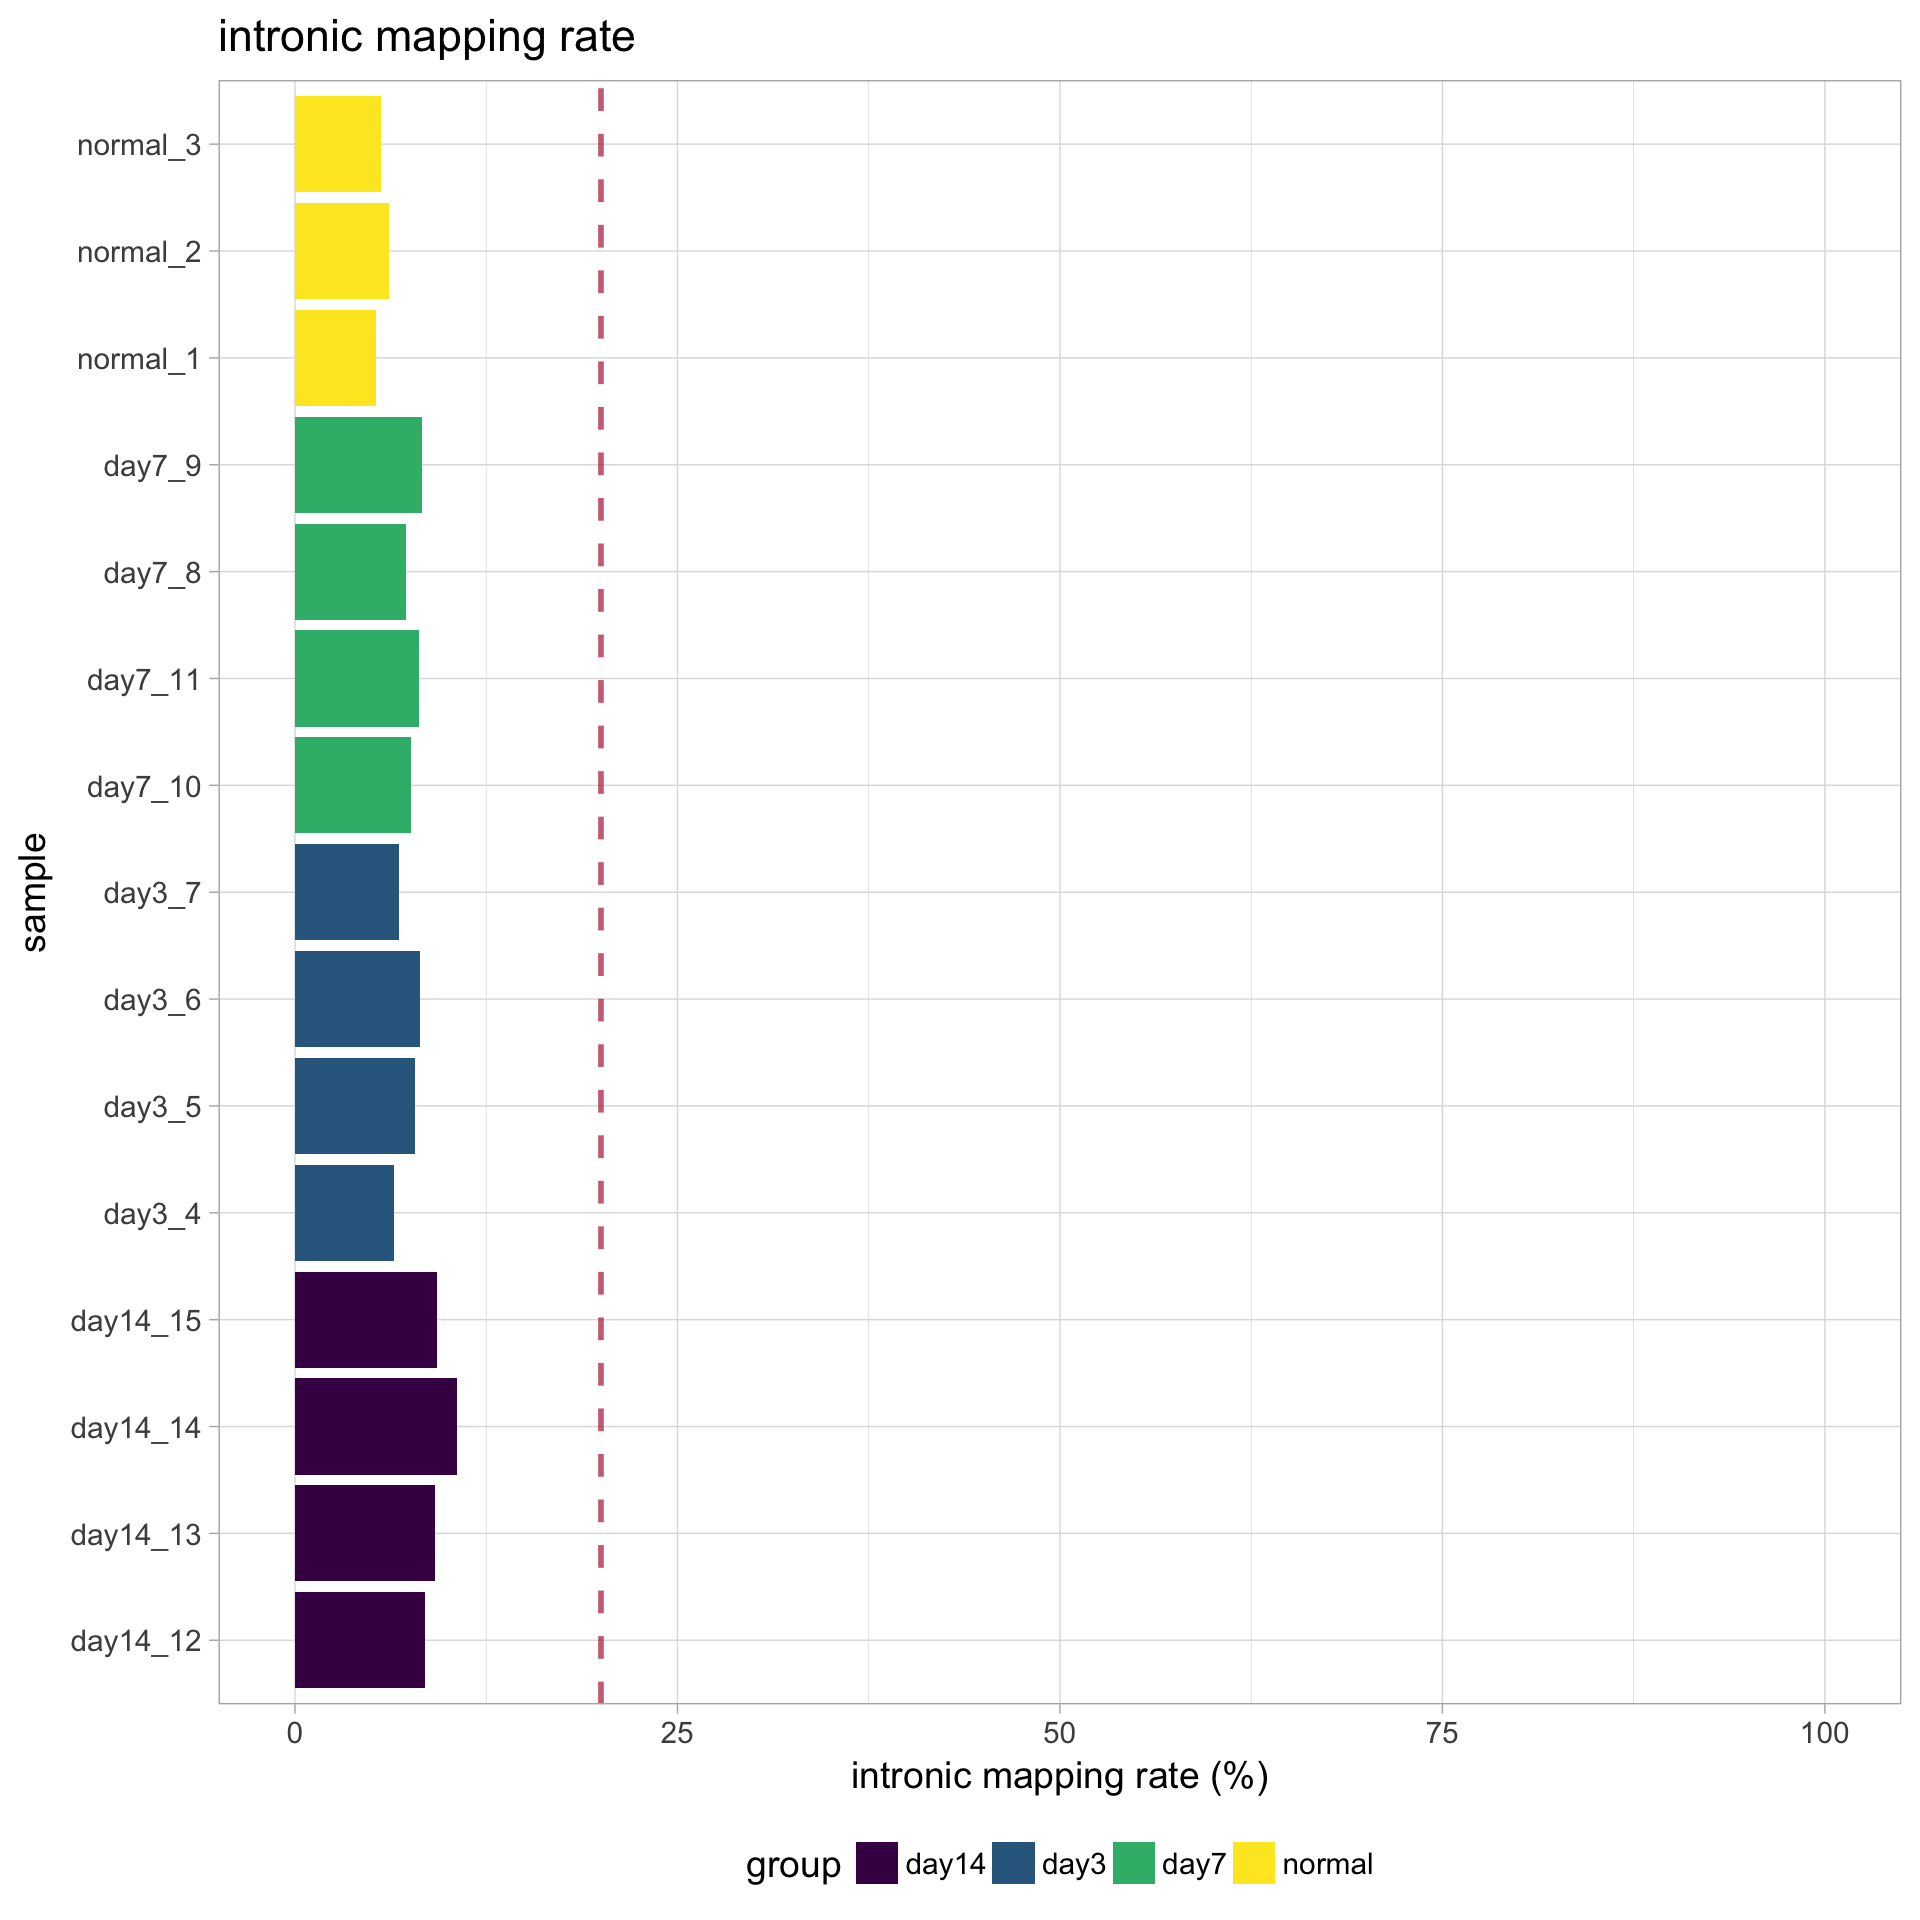 intronic mapping rate
normal_3
normal_2
normal_1
day7_9
day7_8
day7_11
day7_10
day3_7
day3_6
day3_5
day3_4
day14_15
day14_14
day14_13
day14_12
sample
0 25 50 75 100
intronic mapping rate (%)
group day14 day3 day7 normal